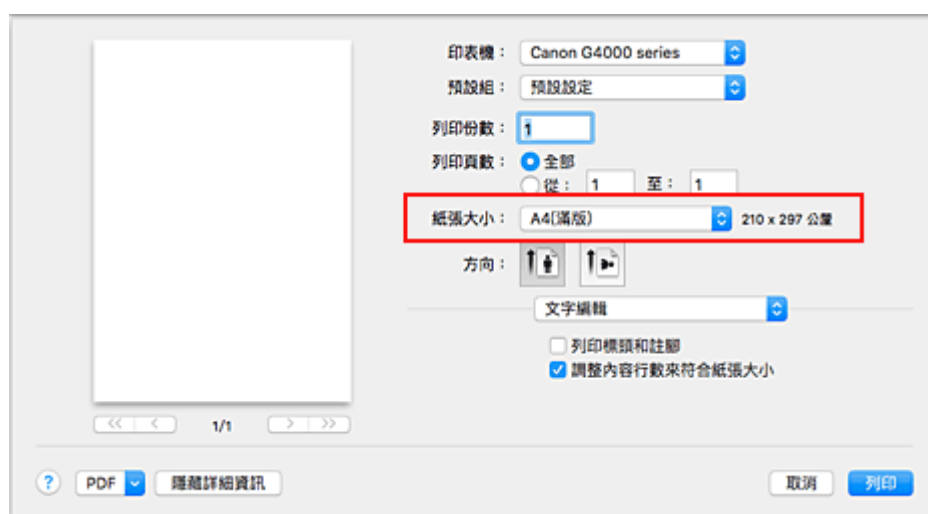 印表機： Canon G4000 series
預設組： 預設設定
列印份數： 1
列印頁數： 全部
從： 1 至： 1
紙張大小： A4(滿版) 210 x 297 公釐
方向：
文字編輯
列印標頭和註腳
調整內容行數來符合紙張大小
<< < 1/1 > >>
? PDF 隱藏詳細資訊 取消 列印